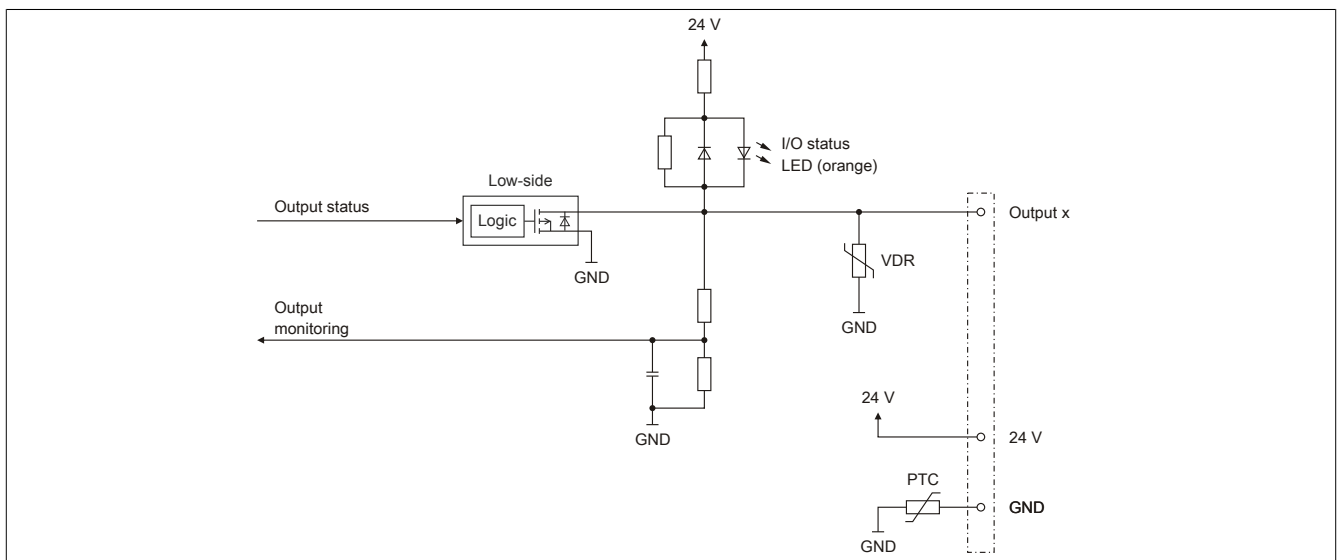 24 V
I/O status
LED (orange)
Low-side
Output status
Logic
Output x
GND
VDR
Output
monitoring
GND
24 V
GND
24 V
PTC
GND
GND